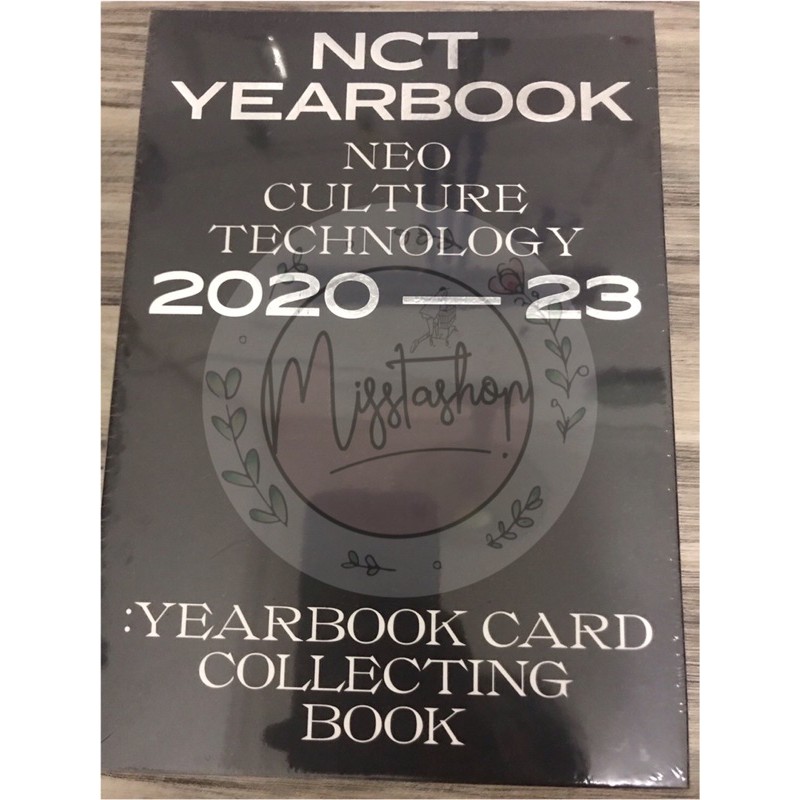 NCT
YEARBOOK
NEO
CULTURE
TECHNOLOGY
2020 — 23
Misstashop
:YEARBOOK CARD
COLLECTING
BOOK